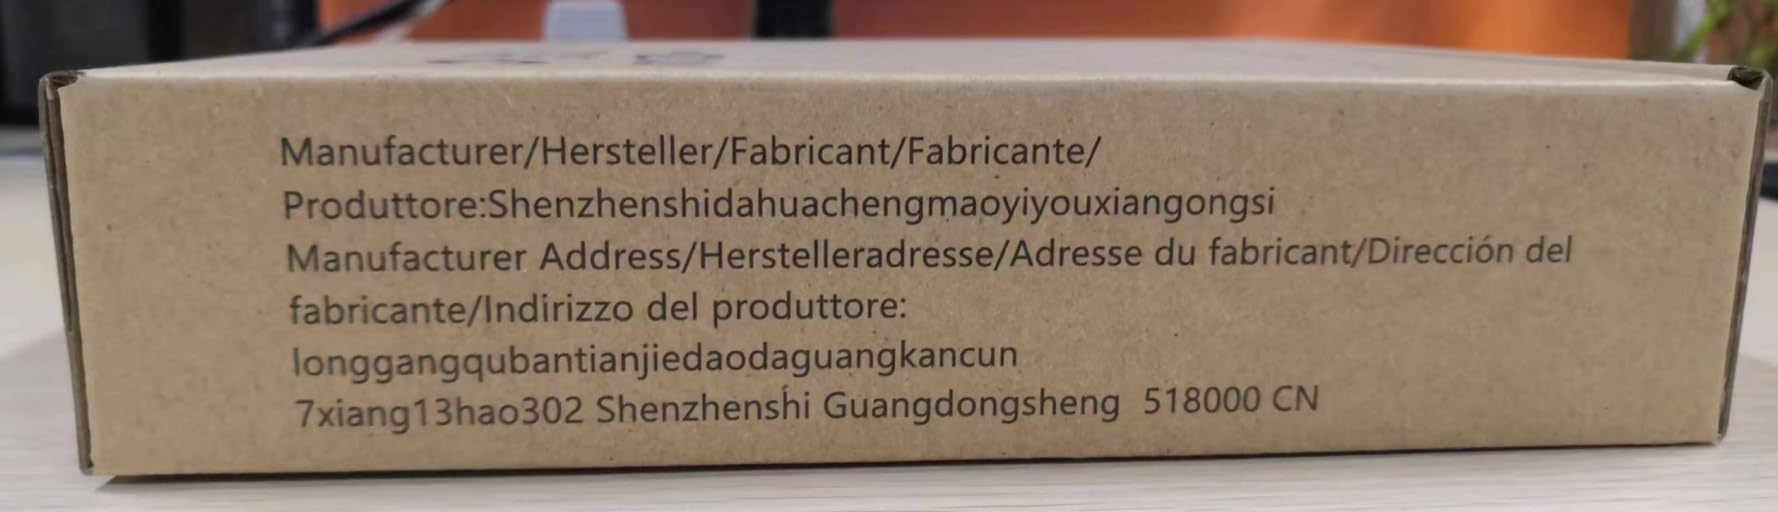 Manufacturer/Hersteller/Fabricant/Fabricante/
Produttore:Shenzhenshidahuachengmaoyiyouxiangongsi
Manufacturer Address/Herstelleradresse/Adresse du fabricant/Dirección del
fabricante/Indirizzo del produttore:
longgangqubantianjiedaodaguangkancun
7xiang13hao302 Shenzhenshi Guangdongsheng 518000 CN